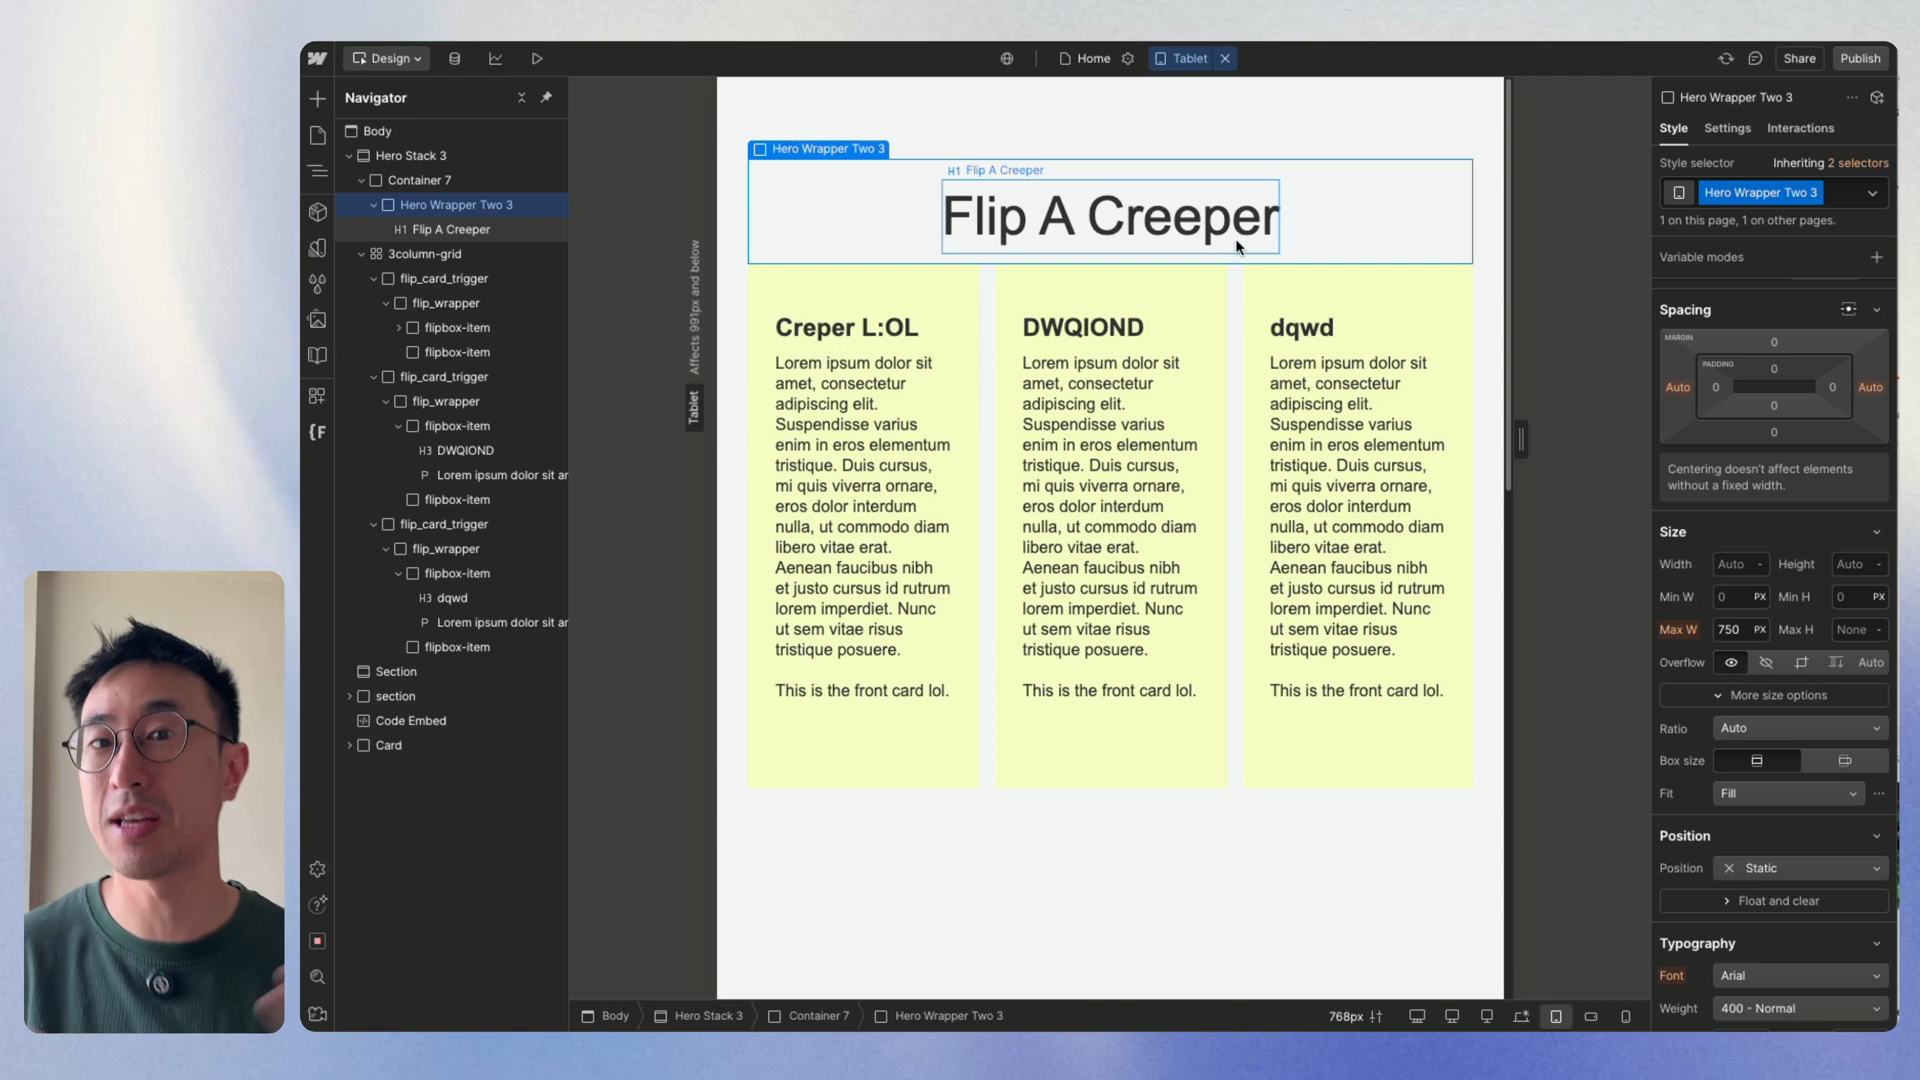 Design
Home
Tablet
Share
Publish
Navigator
Body
Hero Stack 3
Container 7
Hero Wrapper Two 3
H1 Flip A Creeper
3column-grid
flip_card_trigger
flip_wrapper
flipbox-item
flipbox-item
flip_card_trigger
flip_wrapper
flipbox-item
H3 DWQIOND
P Lorem ipsum dolor sit ar
flipbox-item
flip_card_trigger
flip_wrapper
flipbox-item
H3 dqwd
P Lorem ipsum dolor sit ar
flipbox-item
Section
section
Code Embed
Card
Affects 991px and below
Tablet
Hero Wrapper Two 3
H1 Flip A Creeper
Flip A Creeper
Creper L:OL
Lorem ipsum dolor sit
amet, consectetur
adipiscing elit.
Suspendisse varius
enim in eros elementum
tristique. Duis cursus,
mi quis viverra ornare,
eros dolor interdum
nulla, ut commodo diam
libero vitae erat.
Aenean faucibus nibh
et justo cursus id rutrum
lorem imperdiet. Nunc
ut sem vitae risus
tristique posuere.
This is the front card lol.
DWQIOND
Lorem ipsum dolor sit
amet, consectetur
adipiscing elit.
Suspendisse varius
enim in eros elementum
tristique. Duis cursus,
mi quis viverra ornare,
eros dolor interdum
nulla, ut commodo diam
libero vitae erat.
Aenean faucibus nibh
et justo cursus id rutrum
lorem imperdiet. Nunc
ut sem vitae risus
tristique posuere.
This is the front card lol.
dqwd
Lorem ipsum dolor sit
amet, consectetur
adipiscing elit.
Suspendisse varius
enim in eros elementum
tristique. Duis cursus,
mi quis viverra ornare,
eros dolor interdum
nulla, ut commodo diam
libero vitae erat.
Aenean faucibus nibh
et justo cursus id rutrum
lorem imperdiet. Nunc
ut sem vitae risus
tristique posuere.
This is the front card lol.
Body
Hero Stack 3
Container 7
Hero Wrapper Two 3
768px
Hero Wrapper Two 3
Style Settings Interactions
Style selector Inheriting 2 selectors
Hero Wrapper Two 3
1 on this page, 1 on other pages.
Variable modes
Spacing
MARGIN
0
PADDING
0
Auto 0 0 Auto
0
0
Centering doesn't affect elements
without a fixed width.
Size
Width Auto - Height Auto -
Min W 0 PX Min H 0 PX
Max W 750 PX Max H None -
Overflow Auto
More size options
Ratio Auto
Box size
Fit Fill
Position
Position Static
Float and clear
Typography
Font Arial
Weight 400 - Normal